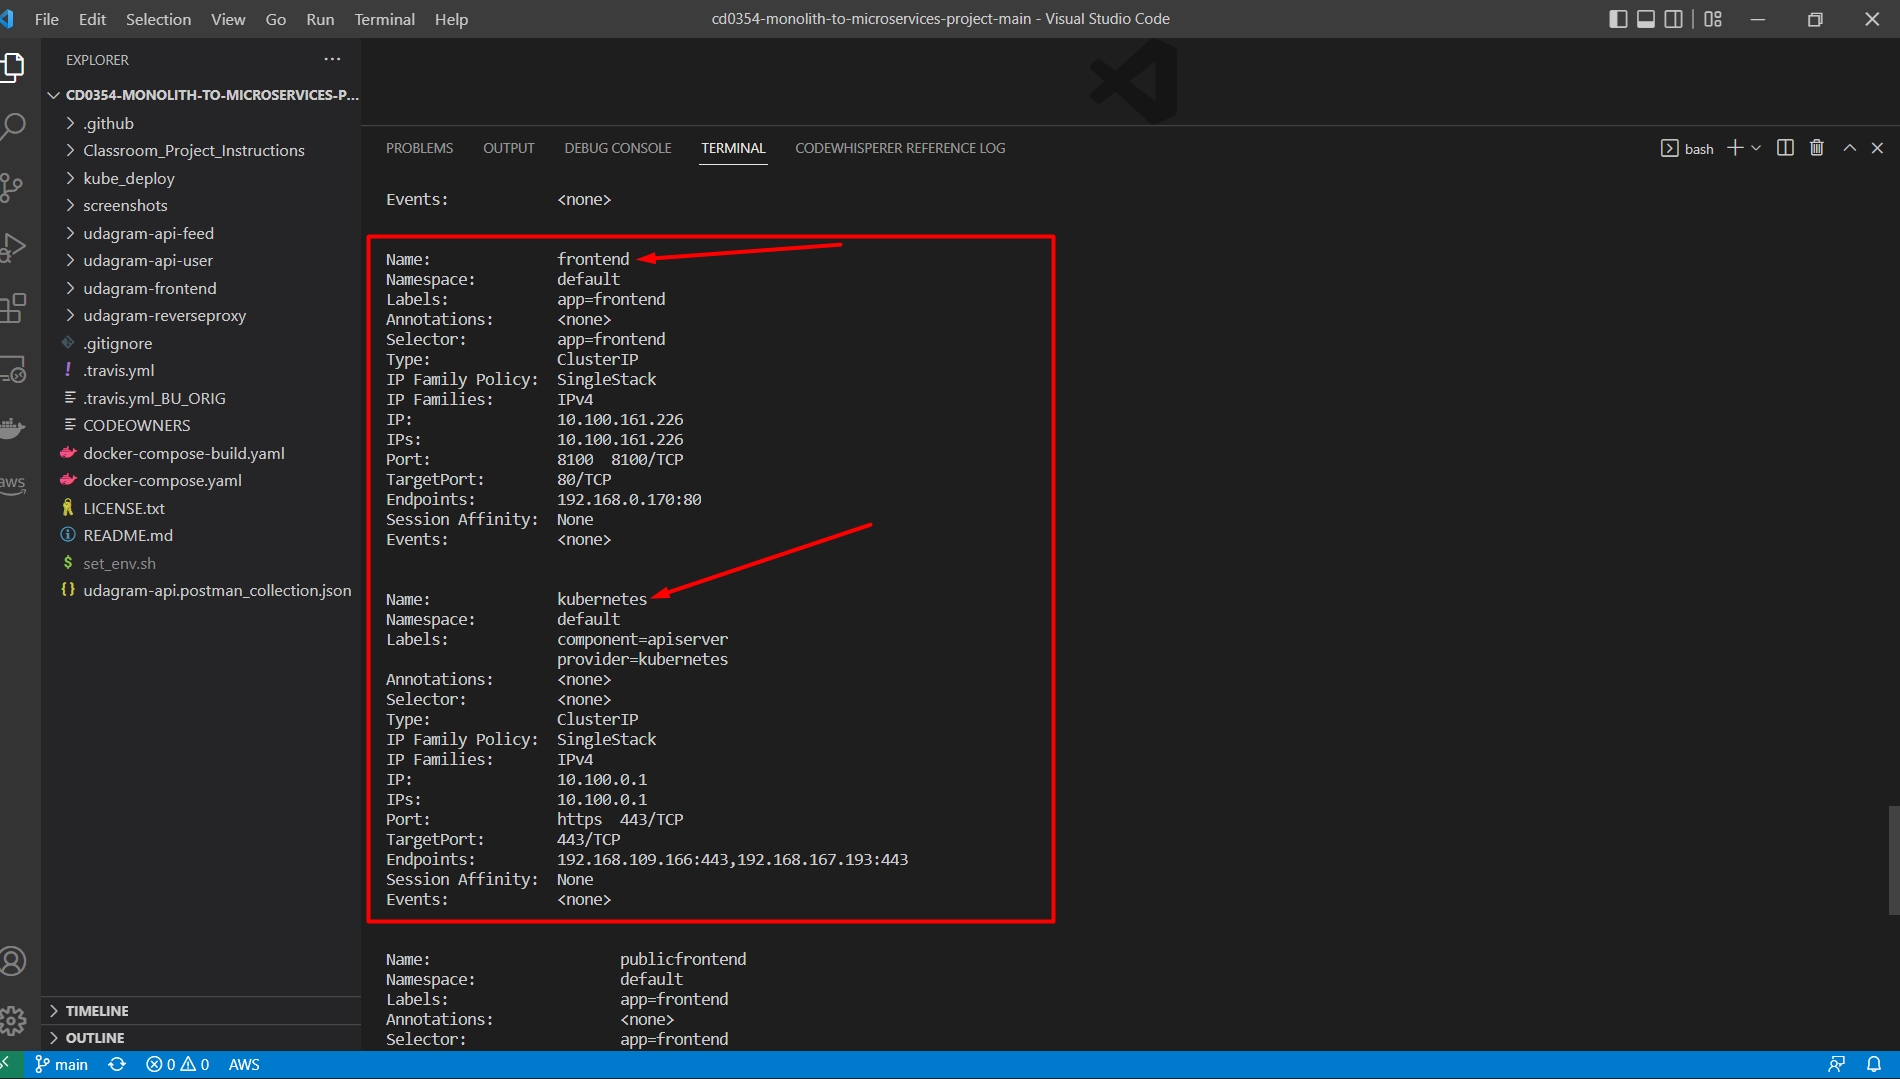 File Edit Selection View Go Run Terminal Help
cd0354-monolith-to-microservices-project-main - Visual Studio Code
EXPLORER
CD0354-MONOLITH-TO-MICROSERVICES-P...
.github
Classroom_Project_Instructions
kube_deploy
screenshots
udagram-api-feed
udagram-api-user
udagram-frontend
udagram-reverseproxy
.gitignore
.travis.yml
.travis.yml_BU_ORIG
CODEOWNERS
docker-compose-build.yaml
docker-compose.yaml
LICENSE.txt
README.md
set_env.sh
udagram-api.postman_collection.json
TIMELINE
OUTLINE
aws
PROBLEMS OUTPUT DEBUG CONSOLE TERMINAL CODEWHISPERER REFERENCE LOG
bash
Events: <none>
Name: frontend
Namespace: default
Labels: app=frontend
Annotations: <none>
Selector: app=frontend
Type: ClusterIP
IP Family Policy: SingleStack
IP Families: IPv4
IP: 10.100.161.226
IPs: 10.100.161.226
Port: 8100 8100/TCP
TargetPort: 80/TCP
Endpoints: 192.168.0.170:80
Session Affinity: None
Events: <none>
Name: kubernetes
Namespace: default
Labels: component=apiserver
provider=kubernetes
Annotations: <none>
Selector: <none>
Type: ClusterIP
IP Family Policy: SingleStack
IP Families: IPv4
IP: 10.100.0.1
IPs: 10.100.0.1
Port: https 443/TCP
TargetPort: 443/TCP
Endpoints: 192.168.109.166:443,192.168.167.193:443
Session Affinity: None
Events: <none>
Name: publicfrontend
Namespace: default
Labels: app=frontend
Annotations: <none>
Selector: app=frontend
main 0 0 AWS